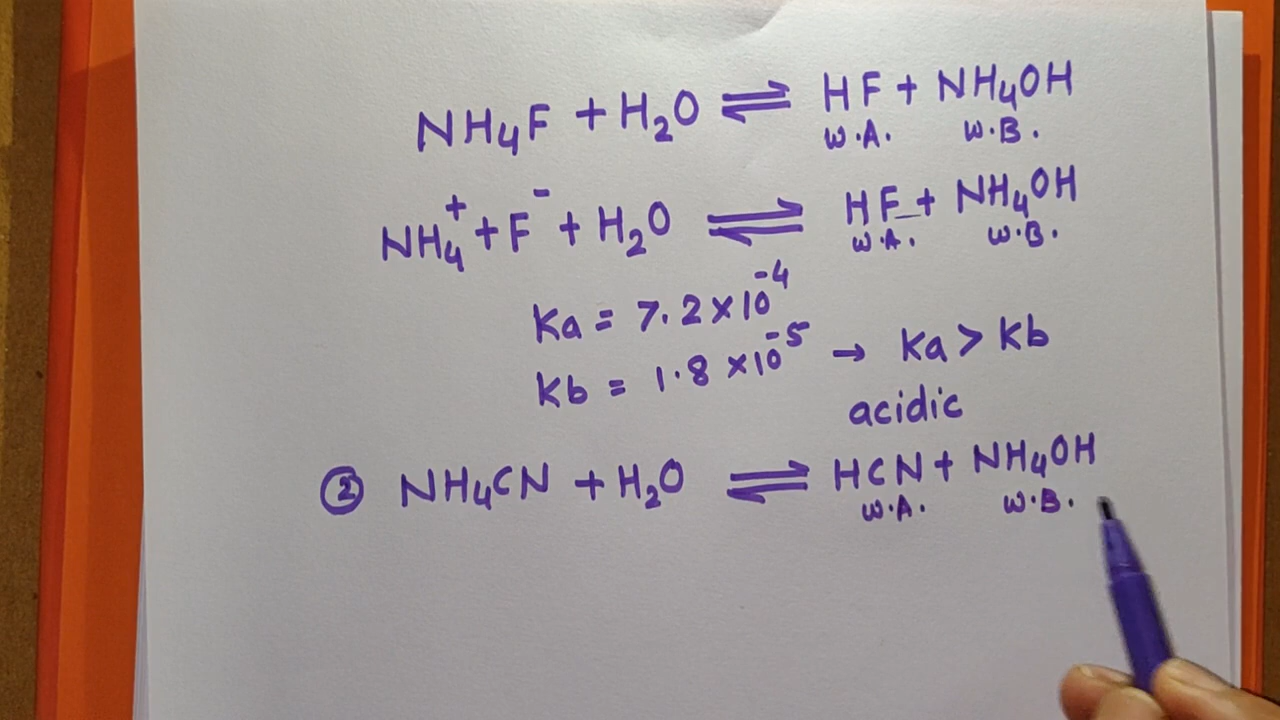 NH₄F + H₂O ⇌ HF + NH₄OH
W.A. W.B.
NH₄⁺ + F⁻ + H₂O ⇌ HF + NH₄OH
W.A. W.B.
Ka = 7.2 × 10⁻⁴
Kb = 1.8 × 10⁻⁵ → Ka > Kb
acidic
② NH₄CN + H₂O ⇌ HCN + NH₄OH
W.A. W.B.